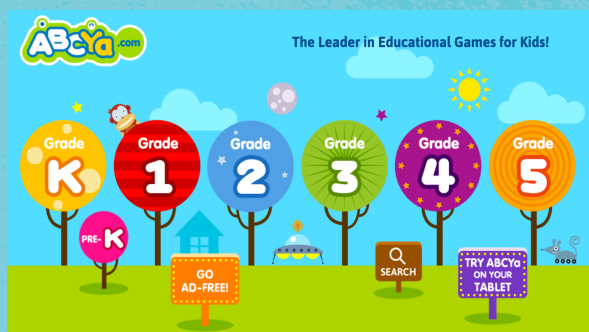 ABCYa.com
The Leader in Educational Games for Kids!
Grade
K
Grade
1
Grade
2
Grade
3
Grade
4
Grade
5
PRE-K
GO
AD-FREE!
SEARCH
TRY ABCYa
ON YOUR
TABLET